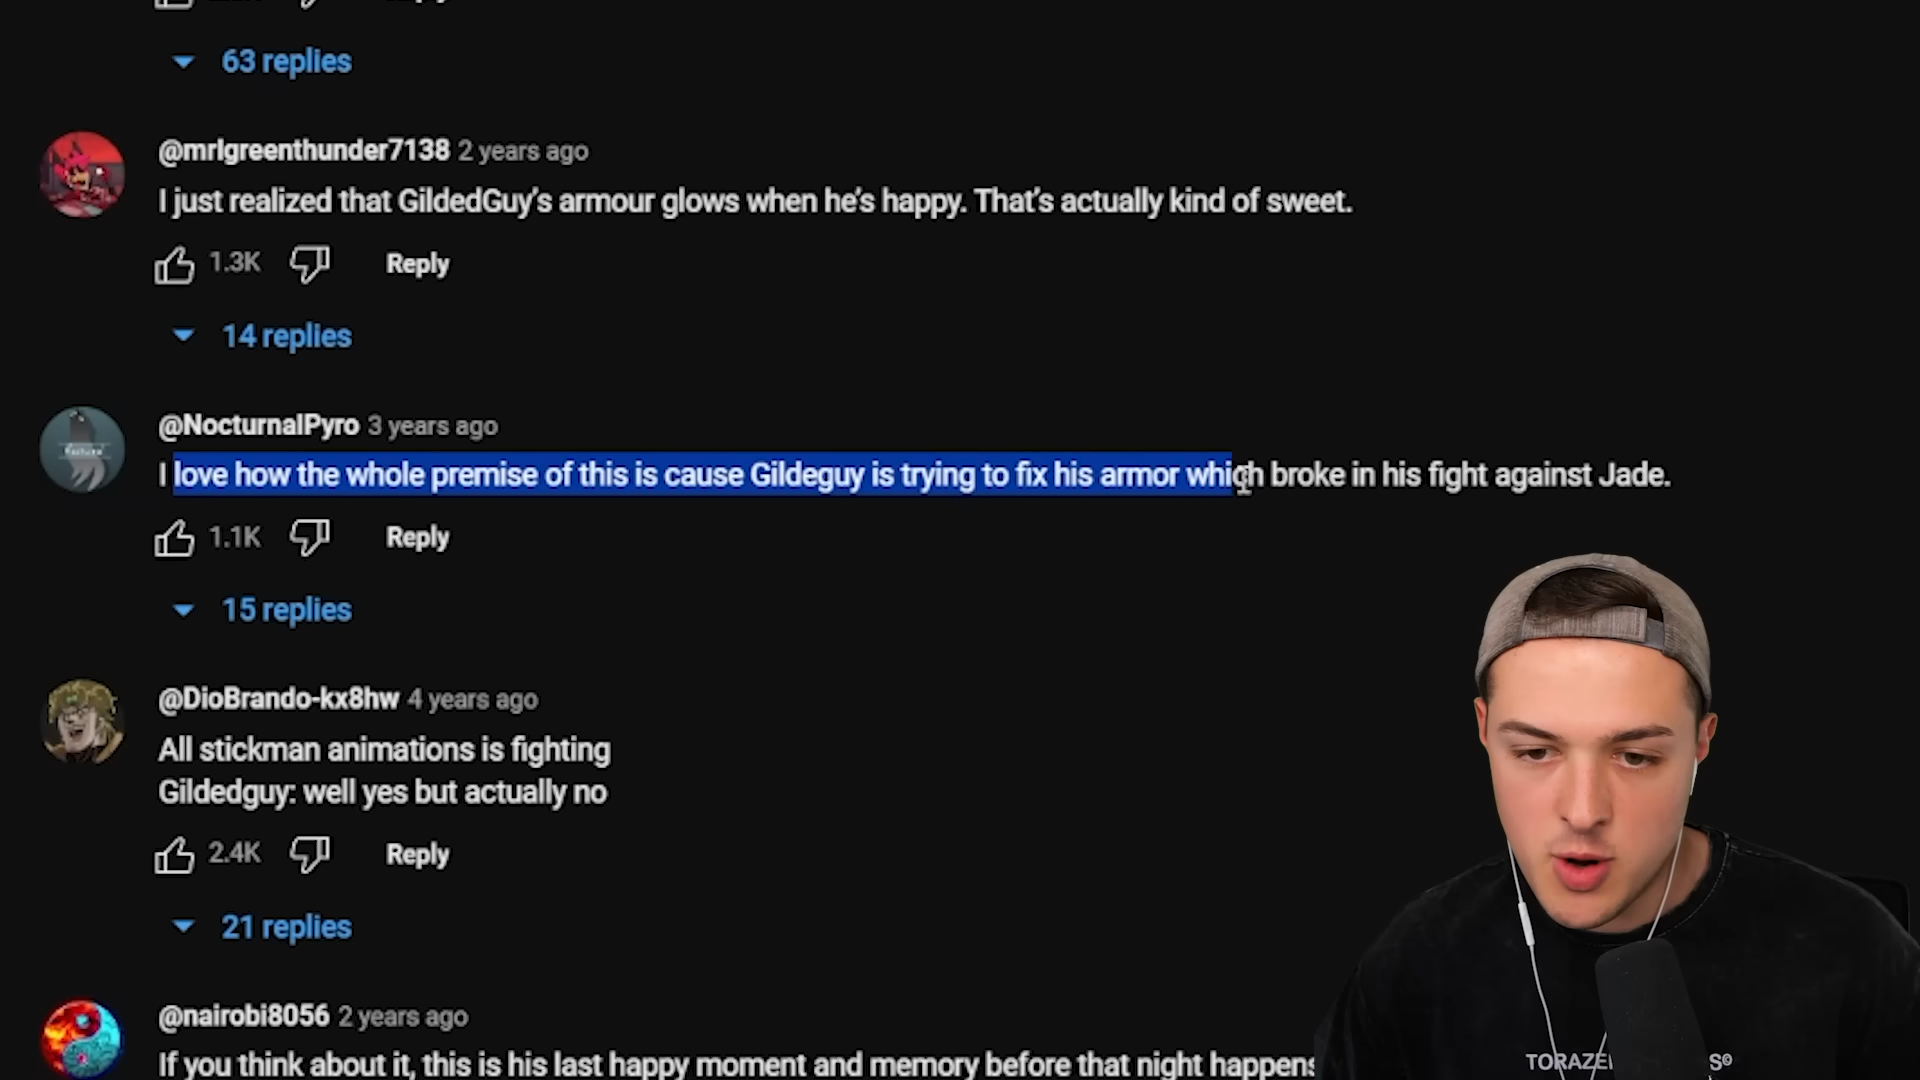 63 replies
@mrlgreenthunder7138 2 years ago
I just realized that GildedGuy's armour glows when he's happy. That's actually kind of sweet.
1.3K Reply
14 replies
@NocturnalPyro 3 years ago
I love how the whole premise of this is cause Gildeguy is trying to fix his armor which broke in his fight against Jade.
1.1K Reply
15 replies
@DioBrando-kx8hw 4 years ago
All stickman animations is fighting
Gildedguy: well yes but actually no
2.4K Reply
21 replies
@nairobi8056 2 years ago
If you think about it, this is his last happy moment and memory before that night happens